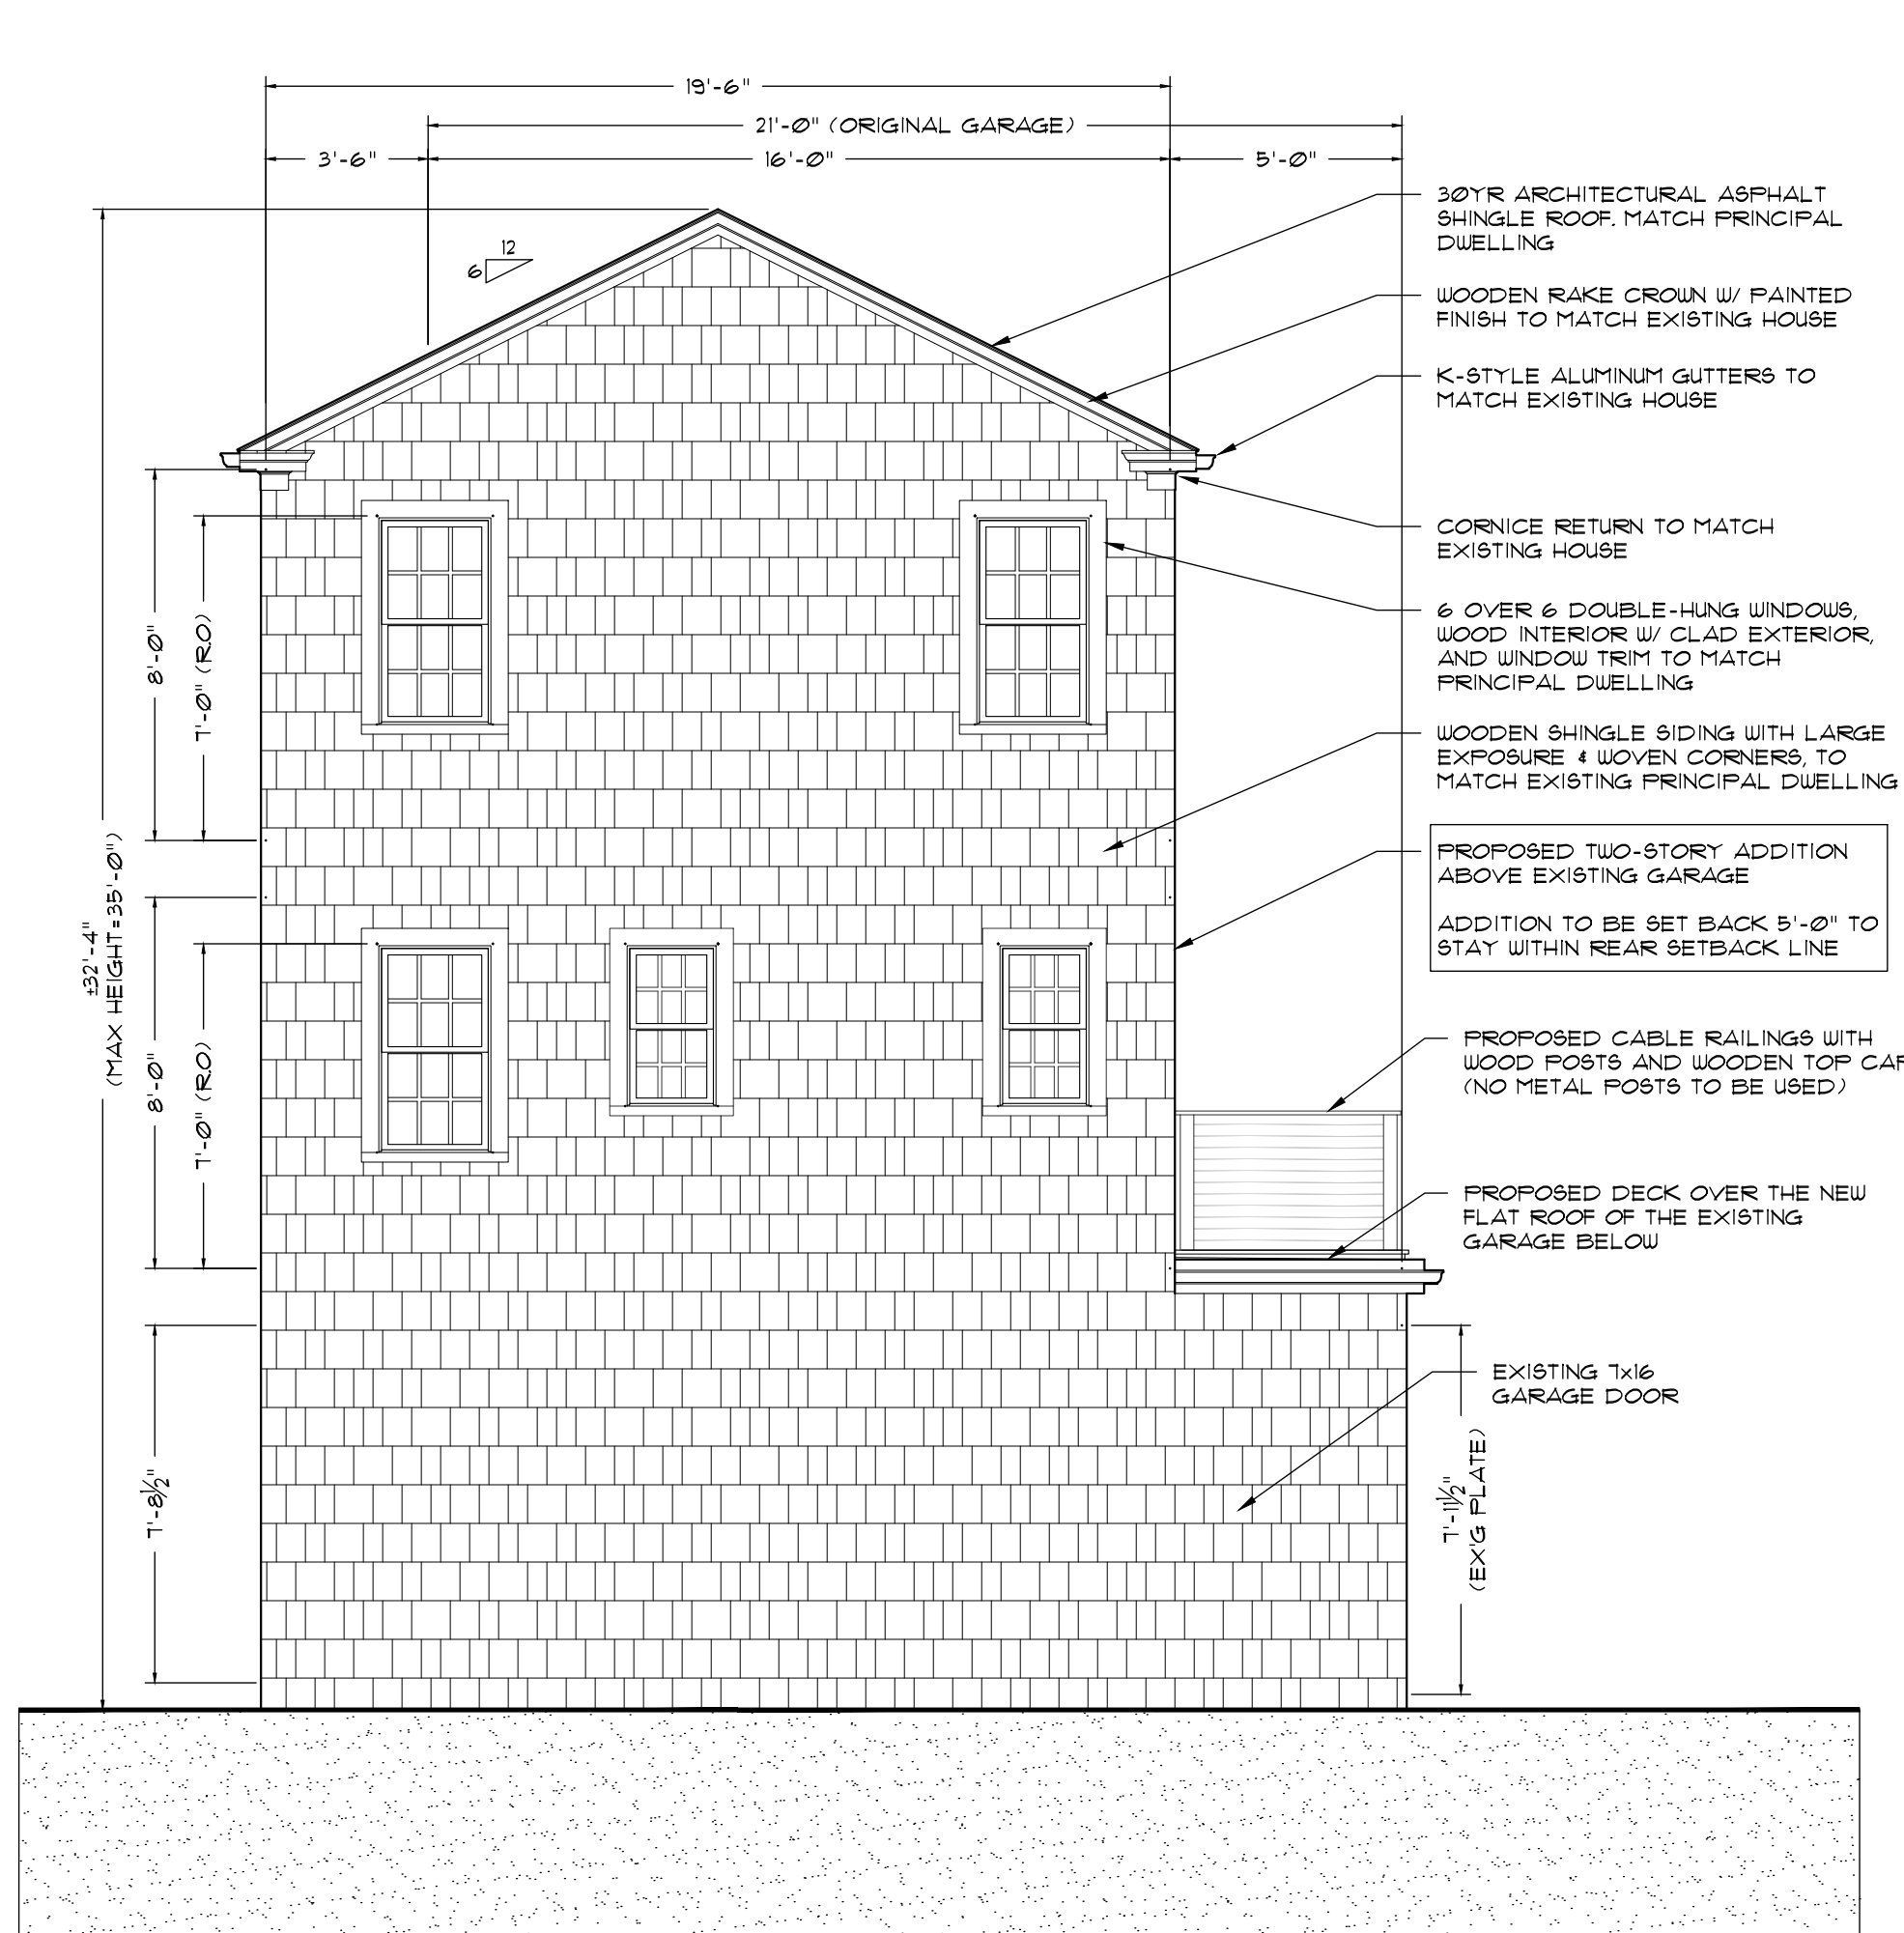 19'-6"
21'-0" (ORIGINAL GARAGE)
3'-6"
16'-0"
5'-0"
12
6
30YR ARCHITECTURAL ASPHALT
SHINGLE ROOF. MATCH PRINCIPAL
DWELLING
WOODEN RAKE CROWN W/ PAINTED
FINISH TO MATCH EXISTING HOUSE
K-STYLE ALUMINUM GUTTERS TO
MATCH EXISTING HOUSE
CORNICE RETURN TO MATCH
EXISTING HOUSE
6 OVER 6 DOUBLE-HUNG WINDOWS,
WOOD INTERIOR W/ CLAD EXTERIOR,
AND WINDOW TRIM TO MATCH
PRINCIPAL DWELLING
WOODEN SHINGLE SIDING WITH LARGE
EXPOSURE & WOVEN CORNERS, TO
MATCH EXISTING PRINCIPAL DWELLING
PROPOSED TWO-STORY ADDITION
ABOVE EXISTING GARAGE
ADDITION TO BE SET BACK 5'-0" TO
STAY WITHIN REAR SETBACK LINE
PROPOSED CABLE RAILINGS WITH
WOOD POSTS AND WOODEN TOP
(NO METAL POSTS TO BE USED)
PROPOSED DECK OVER THE NEW
FLAT ROOF OF THE EXISTING
GARAGE BELOW
EXISTING 7x16
GARAGE DOOR
7'-11½"
(EX'G PLATE)
±32'-4"
(MAX HEIGHT=35'-0")
8'-0"
7'-0" (R.O)
8'-0"
7'-0" (R.O)
7'-8½"